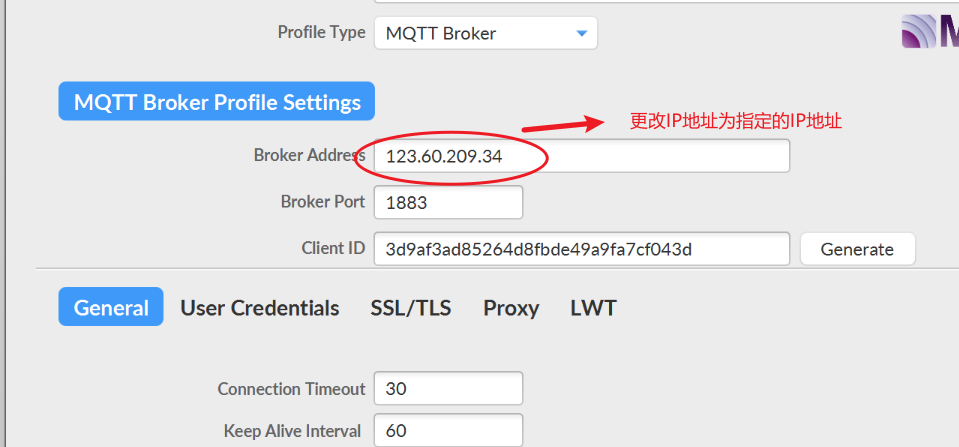 Profile Type MQTT Broker
M
MQTT Broker Profile Settings
更改IP地址为指定的IP地址
Broker Address 123.60.209.34
Broker Port 1883
Client ID 3d9af3ad85264d8fbde49a9fa7cf043d Generate
General User Credentials SSL/TLS Proxy LWT
Connection Timeout 30
Keep Alive Interval 60